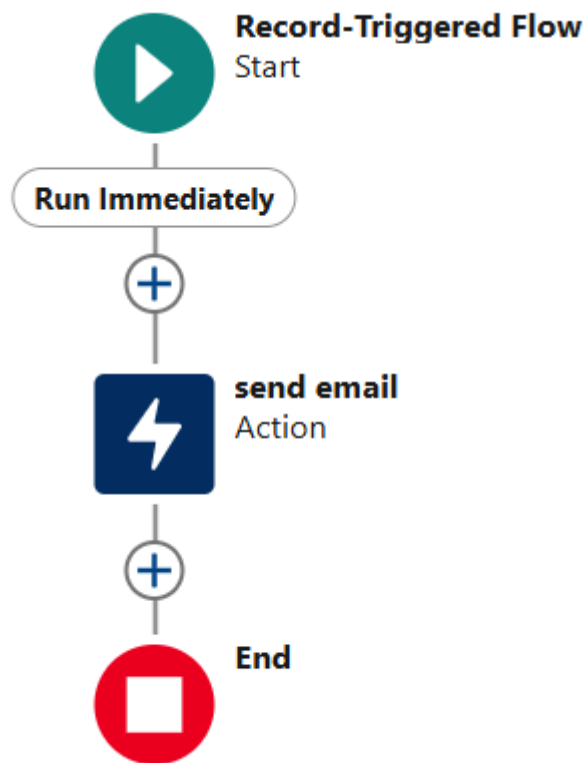 Record-Triggered Flow
Start
Run Immediately
send email
Action
End